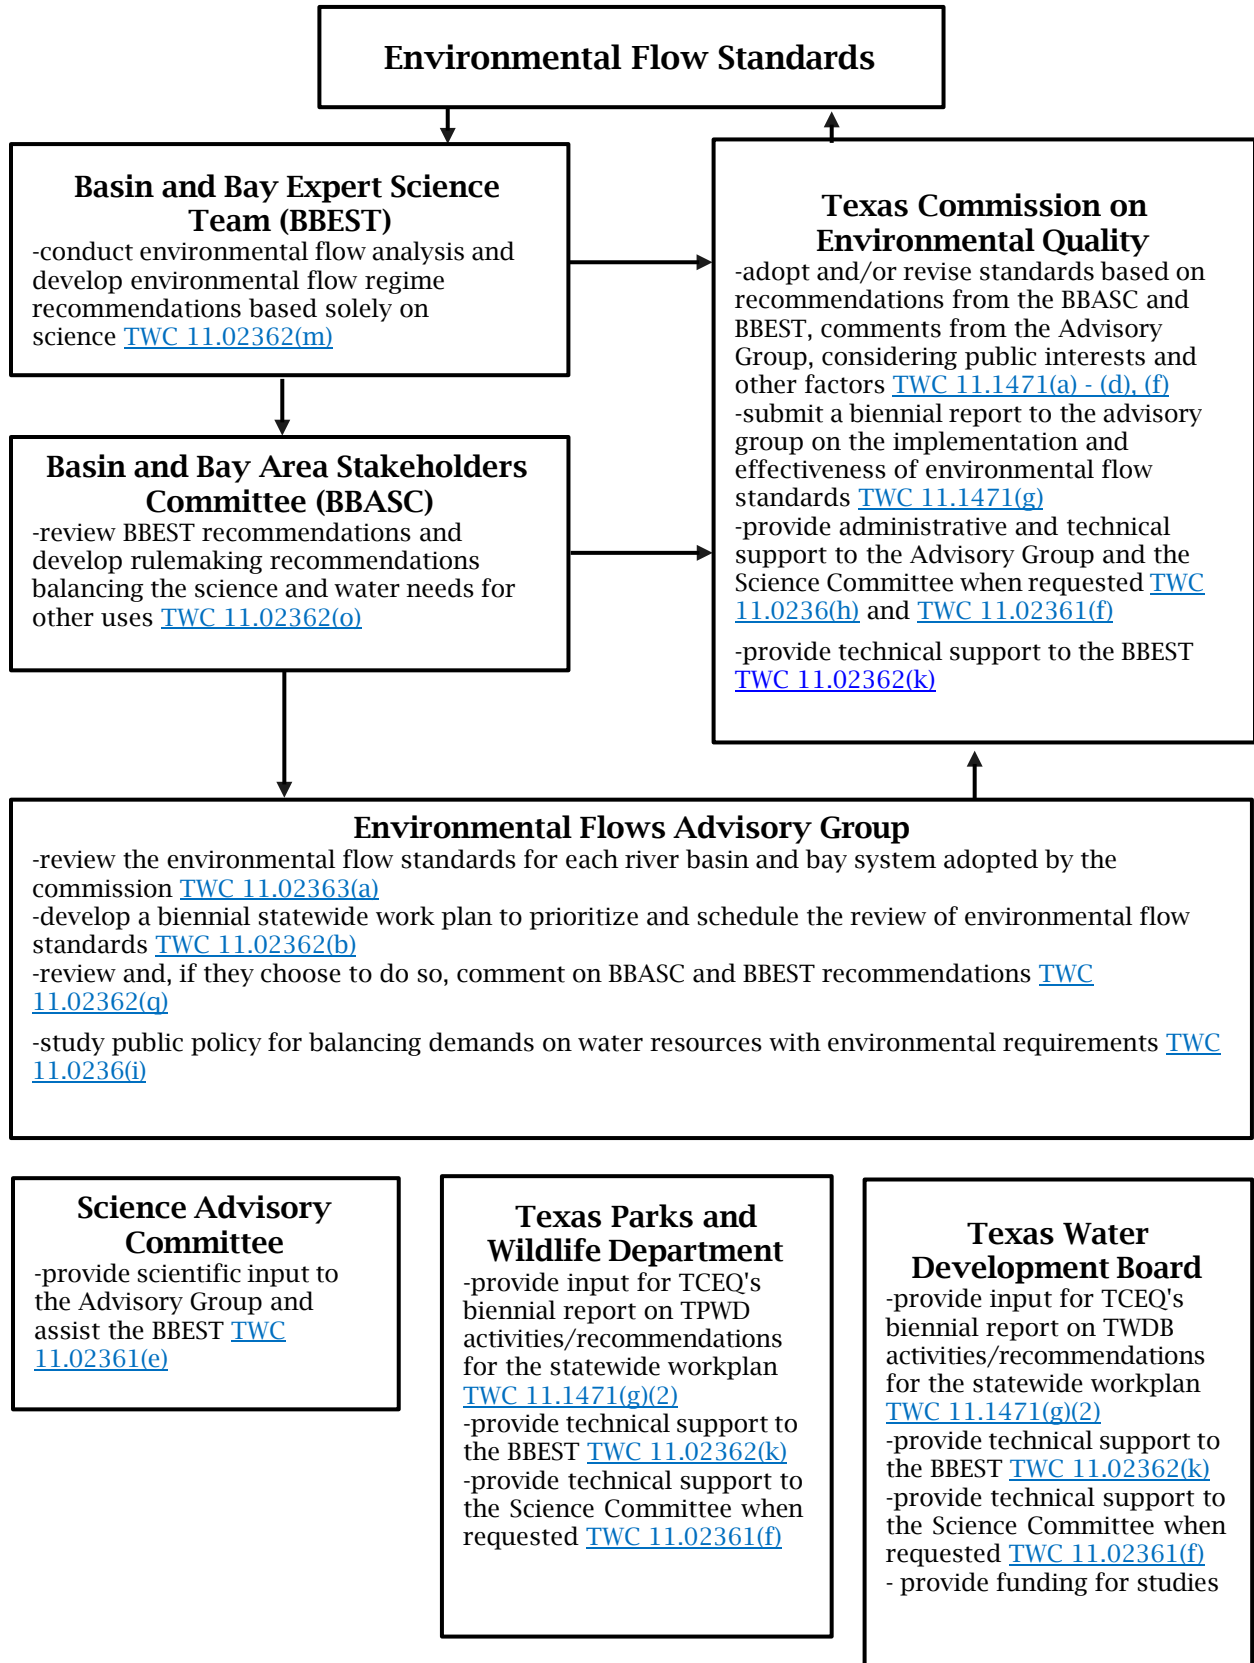 Environmental Flow Standards
Basin and Bay Expert Science
Team (BBEST)
-conduct environmental flow analysis and
develop environmental flow regime
recommendations based solely on
science TWC 11.02362(m)
Basin and Bay Area Stakeholders
Committee (BBASC)
-review BBEST recommendations and
develop rulemaking recommendations
balancing the science and water needs for
other uses TWC 11.02362(o)
Texas Commission on
Environmental Quality
-adopt and/or revise standards based on
recommendations from the BBASC and
BBEST, comments from the Advisory
Group, considering public interests and
other factors TWC 11.1471(a) - (d), (f)
-submit a biennial report to the advisory
group on the implementation and
effectiveness of environmental flow
standards TWC 11.1471(g)
-provide administrative and technical
support to the Advisory Group and the
Science Committee when requested TWC
11.0236(h) and TWC 11.02361(f)
-provide technical support to the BBEST
TWC 11.02362(k)
Environmental Flows Advisory Group
-review the environmental flow standards for each river basin and bay system adopted by the
commission TWC 11.02363(a)
-develop a biennial statewide work plan to prioritize and schedule the review of environmental flow
standards TWC 11.02362(b)
-review and, if they choose to do so, comment on BBASC and BBEST recommendations TWC
11.02362(q)
-study public policy for balancing demands on water resources with environmental requirements TWC
11.0236(i)
Science Advisory
Committee
-provide scientific input to
the Advisory Group and
assist the BBEST TWC
11.02361(e)
Texas Parks and
Wildlife Department
-provide input for TCEQ's
biennial report on TPWD
activities/recommendations
for the statewide workplan
TWC 11.1471(g)(2)
-provide technical support to
the BBEST TWC 11.02362(k)
-provide technical support to
the Science Committee when
requested TWC 11.02361(f)
Texas Water
Development Board
-provide input for TCEQ's
biennial report on TWDB
activities/recommendations
for the statewide workplan
TWC 11.1471(g)(2)
-provide technical support to
the BBEST TWC 11.02362(k)
-provide technical support to
the Science Committee when
requested TWC 11.02361(f)
- provide funding for studies